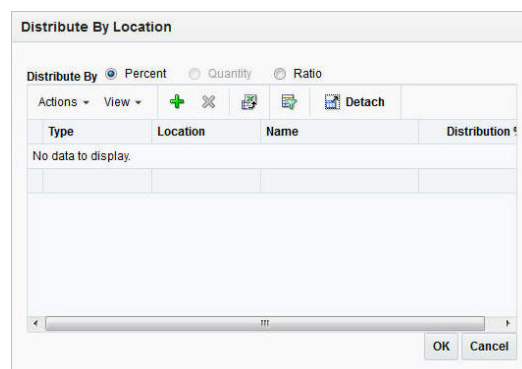 Distribute By Location
Distribute By Percent Quantity Ratio
Actions View Detach
Type Location Name Distribution %
No data to display.
OK Cancel